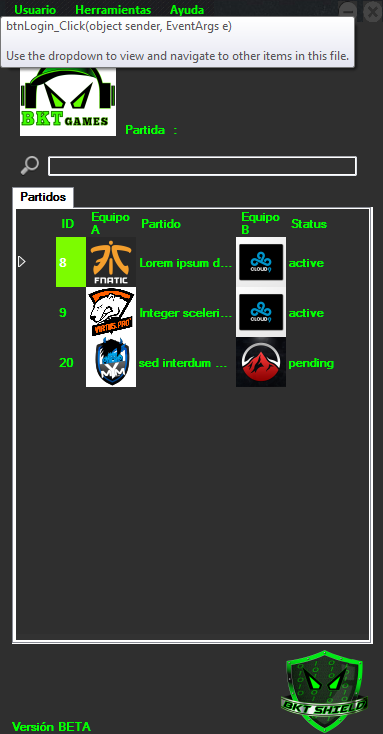 Usuario Herramientas Ayuda
btnLogin_Click(object sender, EventArgs e)
Use the dropdown to view and navigate to other items in this file.
BKT GAMES
Partida :
Partidos
ID Equipo A Partido Equipo B Status
8 FNATIC Lorem ipsum d... CLOUD9 active
9 VIRTUS.PRO Integer sceleri... CLOUD9 active
20 MYM sed interdum ... pending
BKT SHIELD
Versión BETA